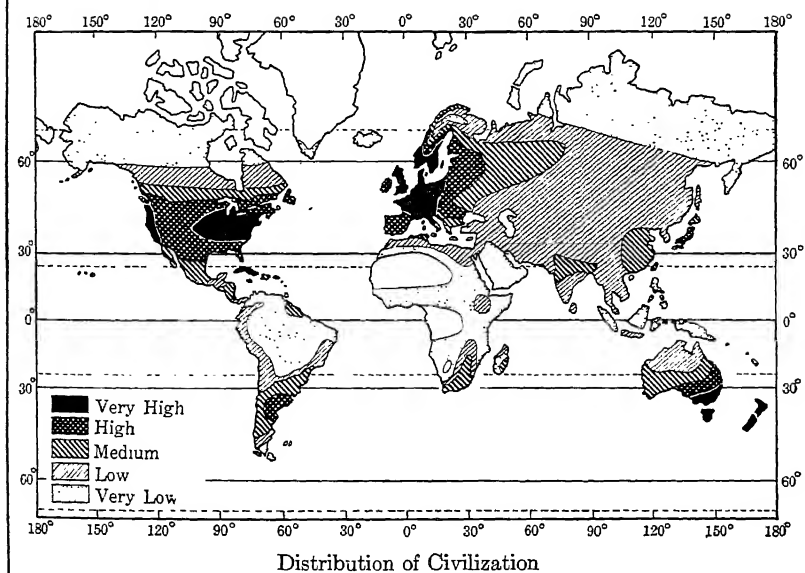 180° 150° 120° 90° 60° 30° 0° 30° 60° 90° 120° 150° 180°
60° 60°
30° 30°
0° 0°
30° 30°
Very High
High
Medium
Low
Very Low
60° 60°
180° 150° 120° 90° 60° 30° 0° 30° 60° 90° 120° 150° 180°
Distribution of Civilization